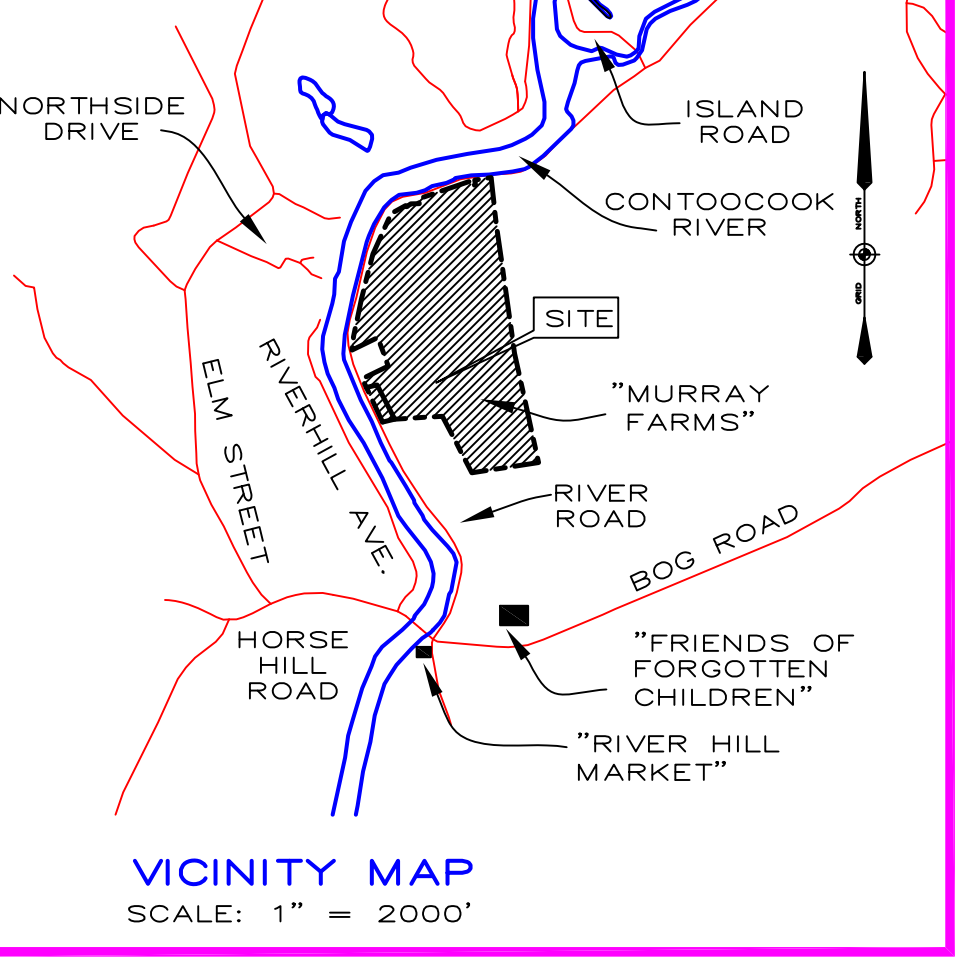 NORTHSIDE
DRIVE
ISLAND
ROAD
CONTOOCOOK
RIVER
NORTH
GRID
SITE
"MURRAY
FARMS"
ELM STREET
RIVERHILL AVE.
RIVER
ROAD
BOG ROAD
HORSE
HILL
ROAD
"FRIENDS OF
FORGOTTEN
CHILDREN"
"RIVER HILL
MARKET"
VICINITY MAP
SCALE: 1" = 2000'